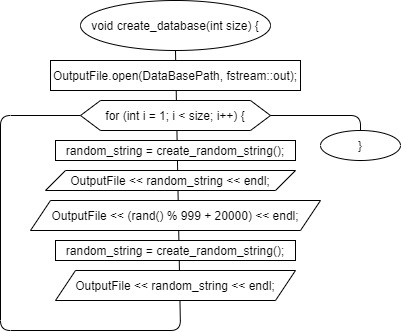 void create_database(int size) {
OutputFile.open(DataBasePath, fstream::out);
for (int i = 1; i < size; i++) {
random_string = create_random_string();
}
OutputFile << random_string << endl;
OutputFile << (rand() % 999 + 20000) << endl;
random_string = create_random_string();
OutputFile << random_string << endl;